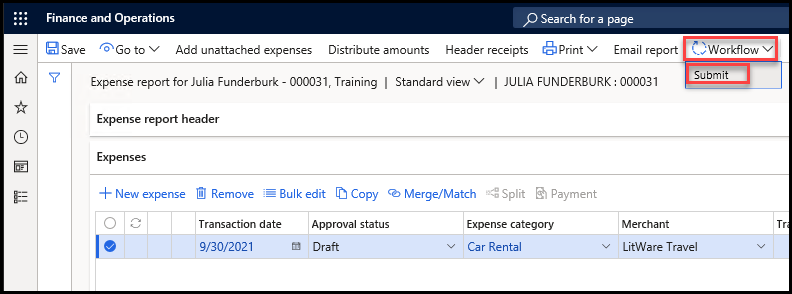 Finance and Operations
Search for a page
Save Go to Add unattached expenses Distribute amounts Header receipts Print Email report Workflow
Submit
Expense report for Julia Funderburk - 000031, Training | Standard view | JULIA FUNDERBURK : 000031
Expense report header
Expenses
New expense Remove Bulk edit Copy Merge/Match Split Payment
Transaction date Approval status Expense category Merchant Tra
9/30/2021 Draft Car Rental LitWare Travel